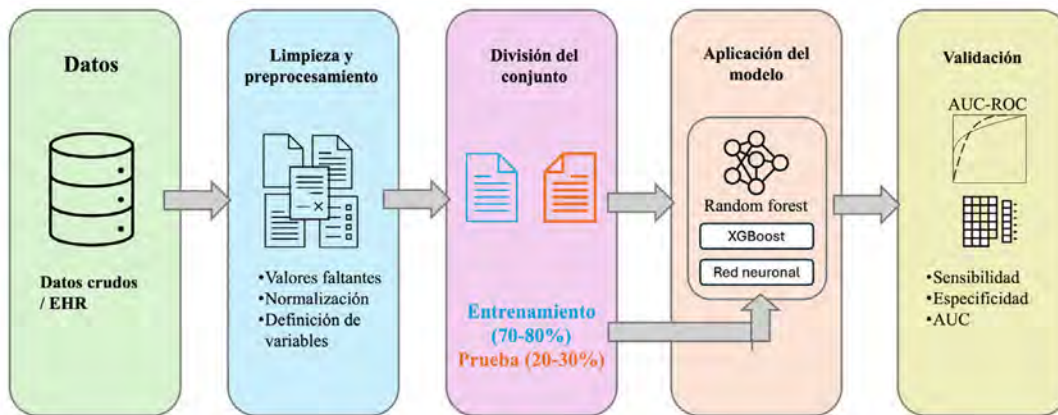 Datos
Datos crudos
/ EHR
Limpieza y
preprocesamiento
•Valores faltantes
•Normalización
•Definición de
variables
División del
conjunto
Entrenamiento
(70-80%)
Prueba (20-30%)
Aplicación del
modelo
Random forest
XGBoost
Red neuronal
Validación
AUC-ROC
•Sensibilidad
•Especificidad
•AUC